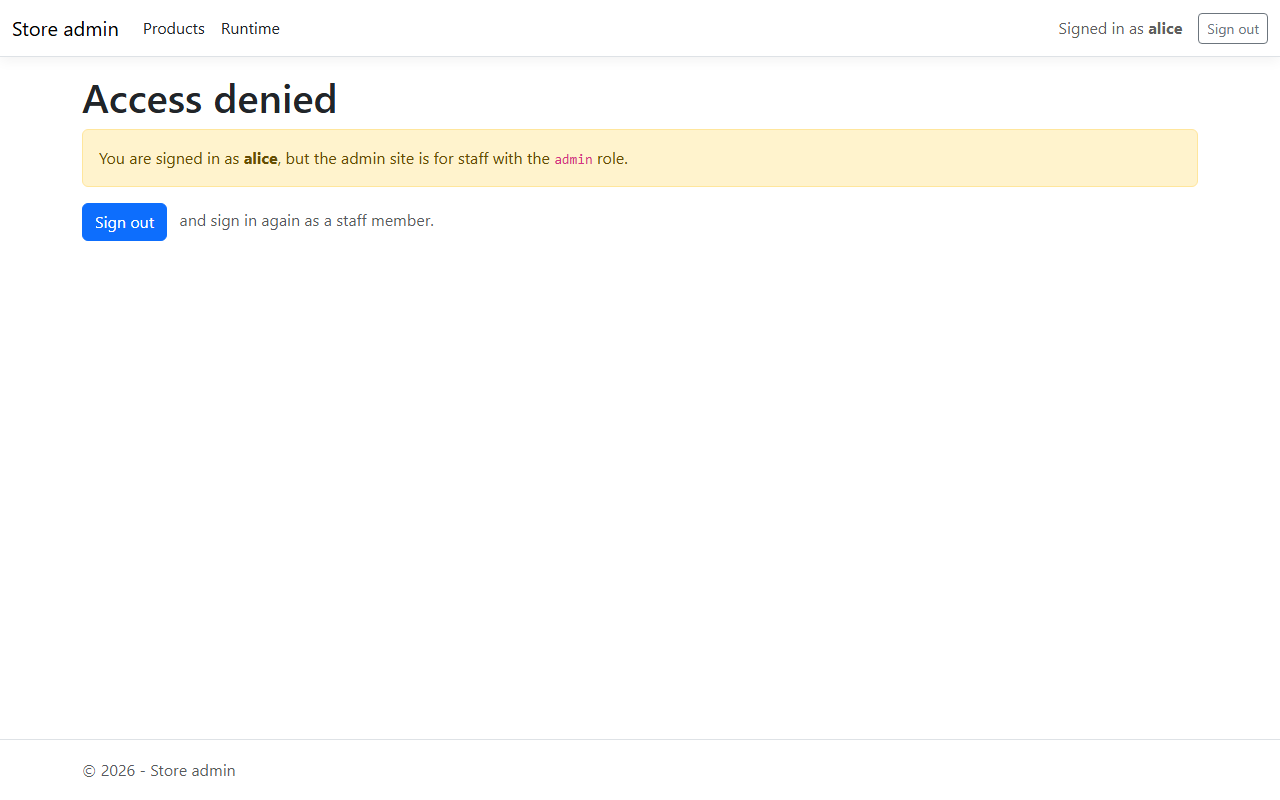 Store admin Products Runtime Signed in as alice Sign out
Access denied
You are signed in as alice, but the admin site is for staff with the admin role.
Sign out and sign in again as a staff member.
© 2026 - Store admin